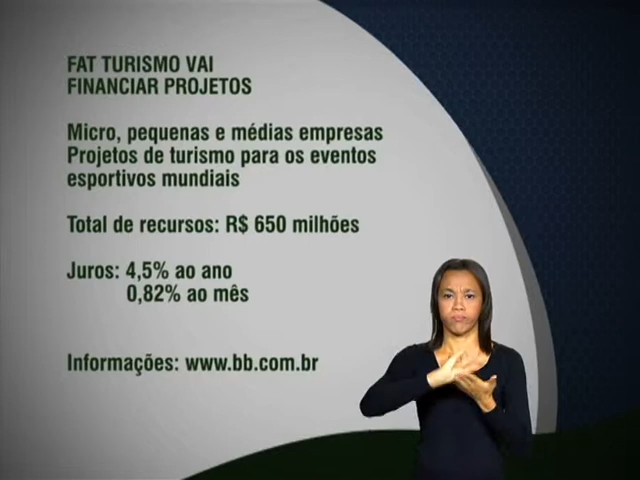 FAT TURISMO VAI
FINANCIAR PROJETOS
Micro, pequenas e médias empresas
Projetos de turismo para os eventos
esportivos mundiais
Total de recursos: R$ 650 milhões
Juros: 4,5% ao ano
0,82% ao mês
Informações: www.bb.com.br